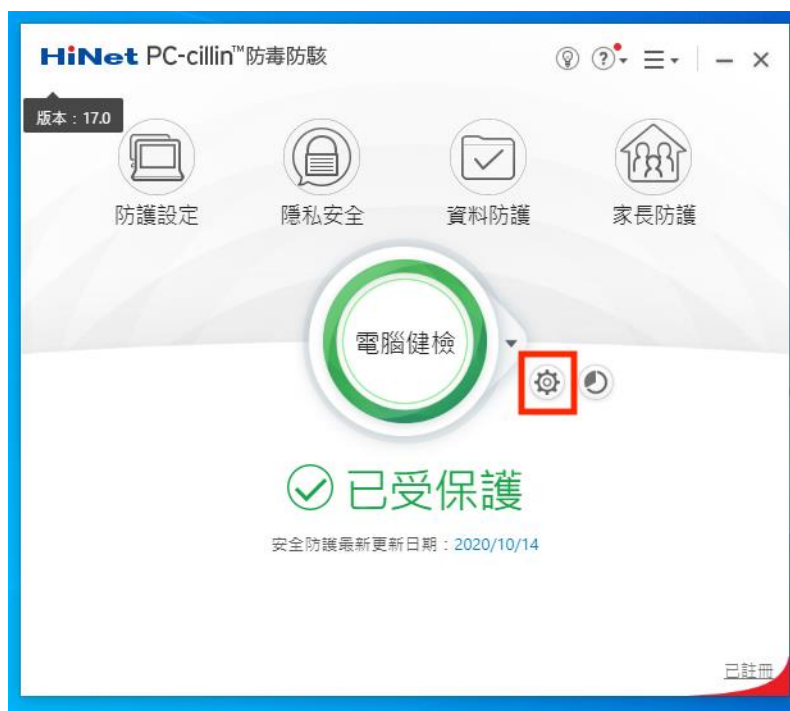 HiNet PC-cillin™防毒防駭
版本：17.0
防護設定
隱私安全
資料防護
家長防護
電腦健檢
已受保護
安全防護最新更新日期：2020/10/14
已註冊